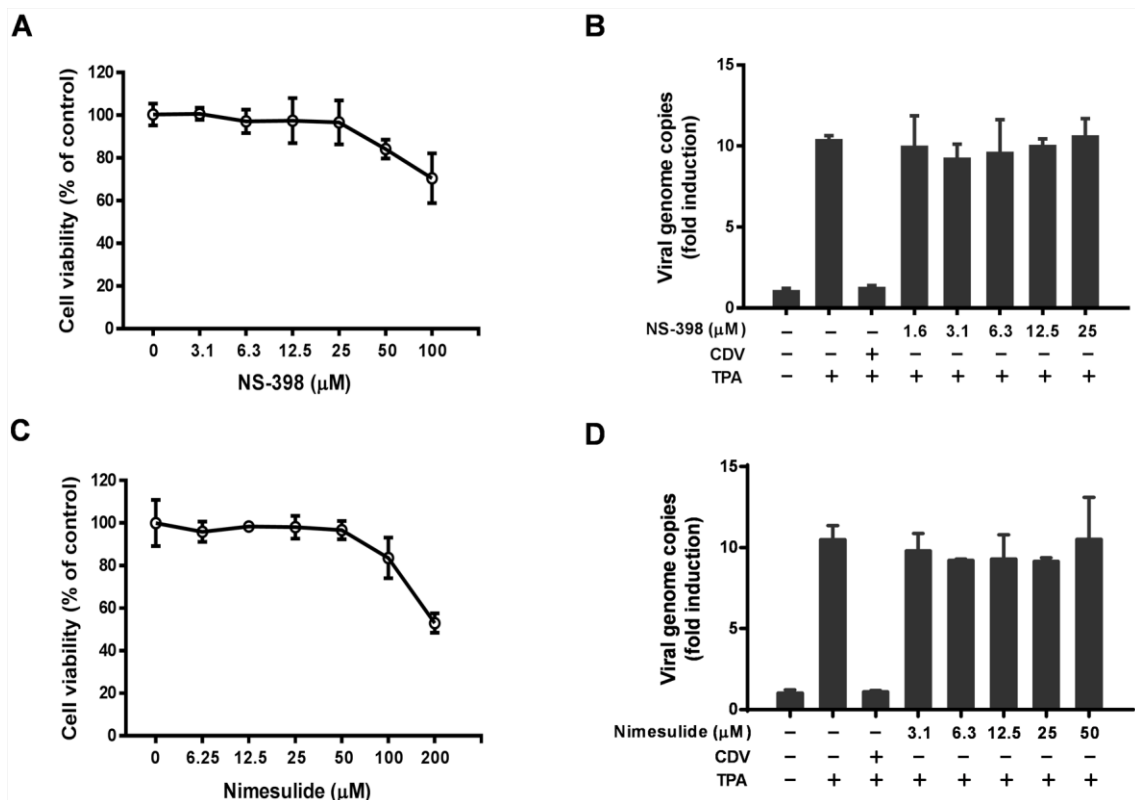 A
120
100
80
60
40
20
0
Cell viability (% of control)
0 3.1 6.3 12.5 25 50 100
NS-398 (μM)
B
15
10
5
0
Viral genome copies
(fold induction)
NS-398 (μM) – – – 1.6 3.1 6.3 12.5 25
CDV – – + – – – – –
TPA – + + + + + + +
C
120
100
80
60
40
20
0
Cell viability (% of control)
0 6.25 12.5 25 50 100 200
Nimesulide (μM)
D
15
10
5
0
Viral genome copies
(fold induction)
Nimesulide (μM) – – – 3.1 6.3 12.5 25 50
CDV – – + – – – – –
TPA – + + + + + + +